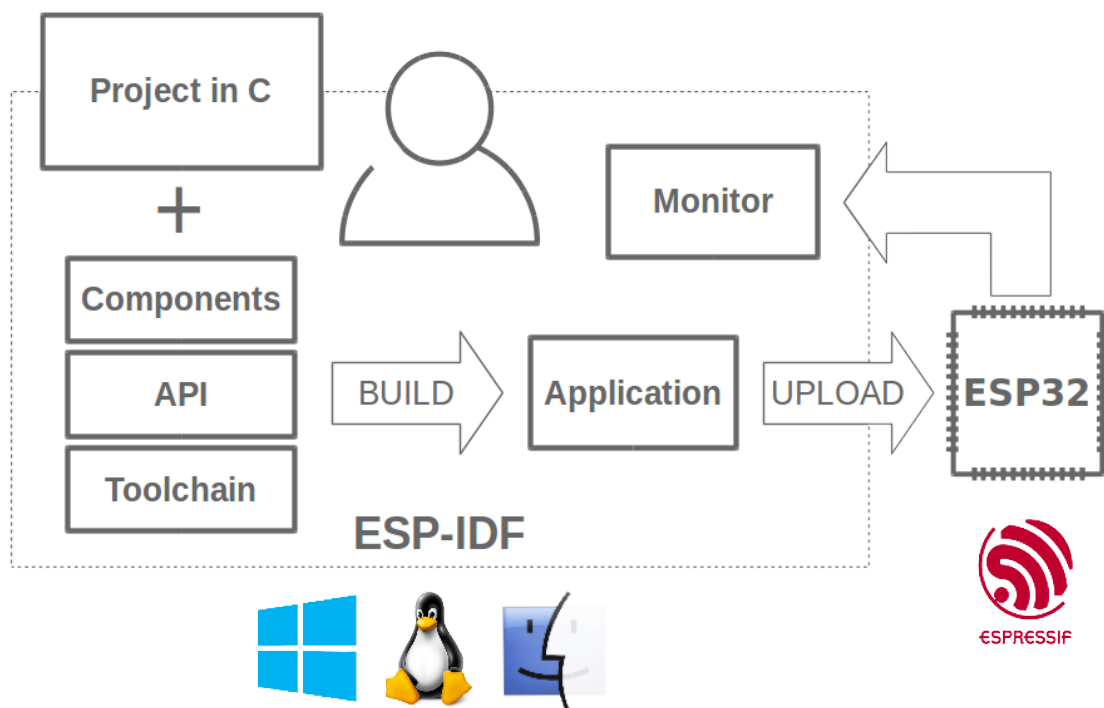 Project in C
+
Components
API
Toolchain
BUILD
Application
UPLOAD
Monitor
ESP32
ESP-IDF
ESPRESSIF